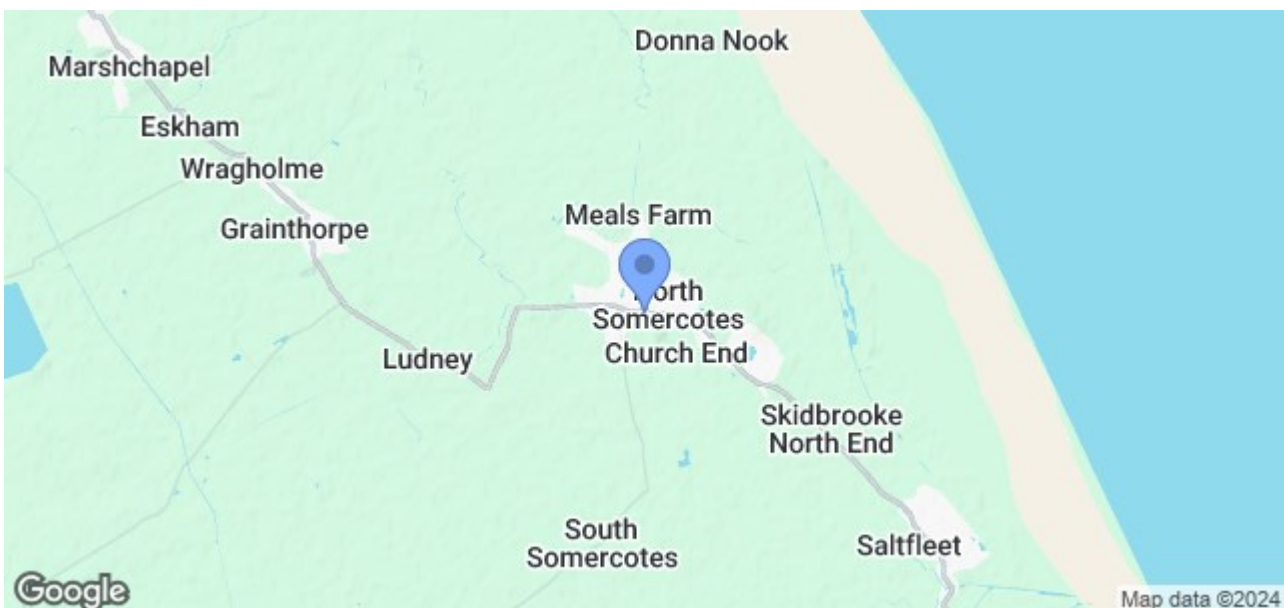 Donna Nook
Marshchapel
Eskham
Wragholme
Grainthorpe
Meals Farm
North
Somercotes
Church End
Ludney
Skidbrooke
North End
South
Somercotes
Saltfleet
Google
Map data ©2024